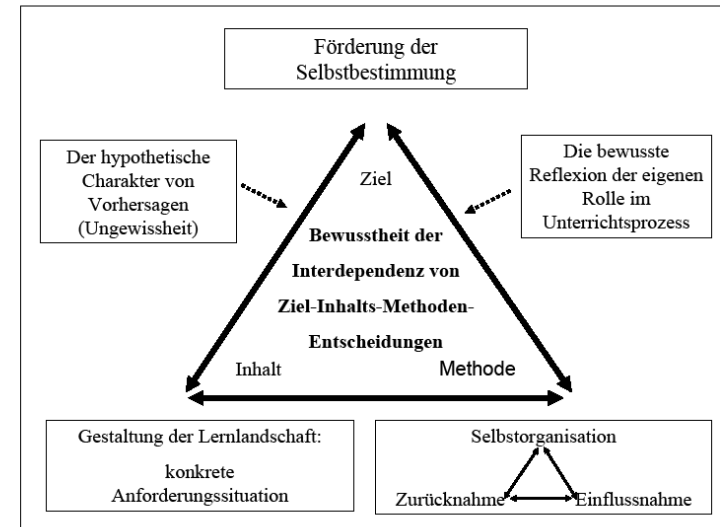 Förderung der
Selbstbestimmung
Der hypothetische
Charakter von
Vorhersagen
(Ungewissheit)
Die bewusste
Reflexion der eigenen
Rolle im
Unterrichtsprozess
Ziel
Bewusstheit der
Interdependenz von
Ziel-Inhalts-Methoden-
Entscheidungen
Inhalt
Methode
Gestaltung der Lernlandschaft:
konkrete
Anforderungssituation
Selbstorganisation
Zurücknahme
Einflussnahme